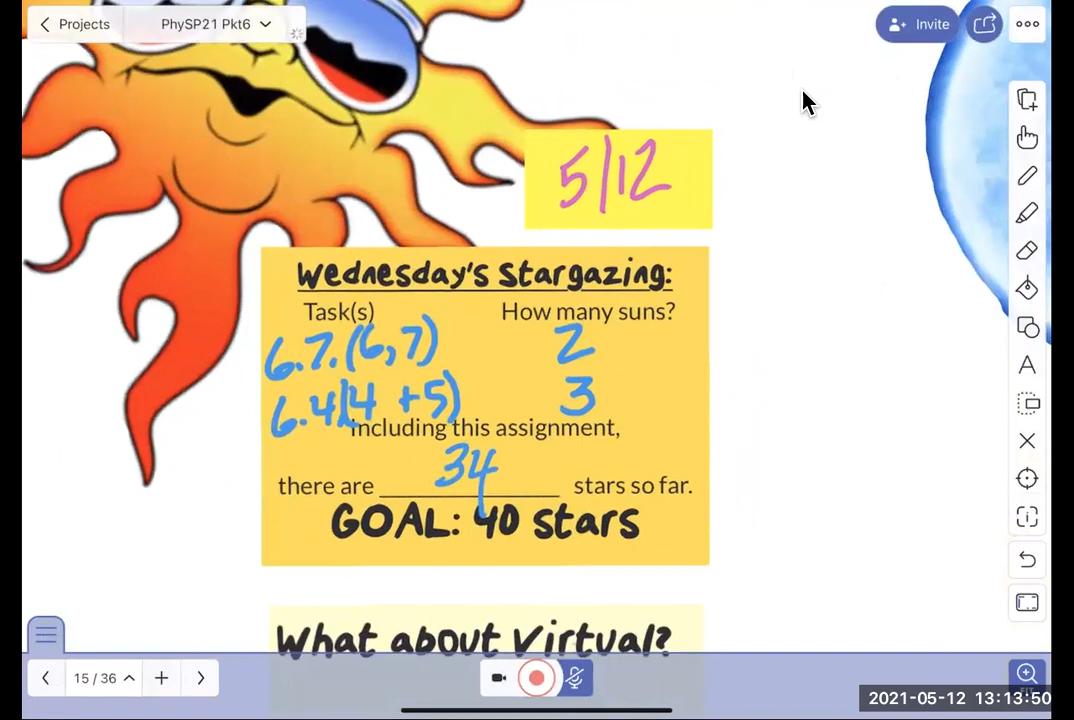 Projects PhySP21 Pkt6 Invite
5/12
Wednesday's Stargazing:
Task(s) How many suns?
6.7.(6,7) 2
6.4(4 +5) 3
Including this assignment,
there are 34 stars so far.
GOAL: 40 stars
What about Virtual?
15 / 36
FIT
2021-05-12 13:13:50